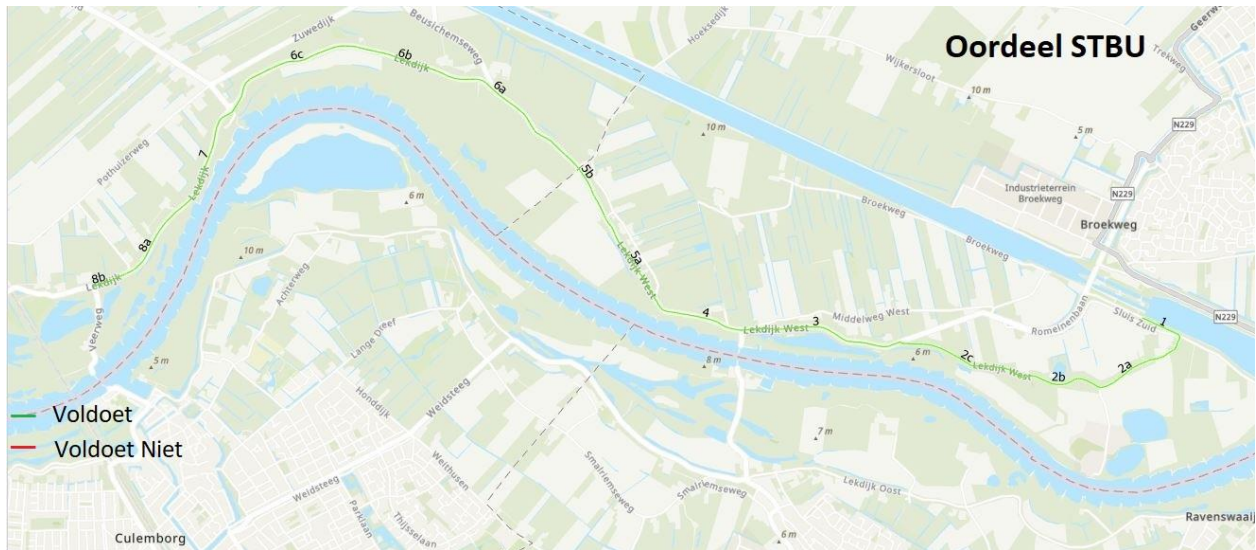 Oordeel STBU
Zuwedijk
Beusichemseweg
Hoeksedijk
Wijkersloot
Trekweg
Geerweg
6c
6b
Lekdijk
6a
10 m
10 m
5 m
N229
N229
Pothuizerweg
7
Lekdijk
5b
6 m
Industrieterrein
Broekweg
Broekweg
Broekweg
Broekweg
8a
8b
Lekdijk
10 m
Achterweg
5a
Lekdijk West
4
Lekdijk West
3
Middelweg West
Romeinenbaan
Sluis Zuid
1
N229
Veerweg
Lange Dreef
5 m
8 m
6 m
2c
Lekdijk West
2b
2a
Honddijk
Weidsteeg
Voldoet
Voldoet Niet
7 m
Weithusen
Weidsteeg
Parklaan
Thijsselaan
Smalriemseweg
Smalriemseweg
Lekdijk Oost
6 m
Culemborg
Ravenswaaij